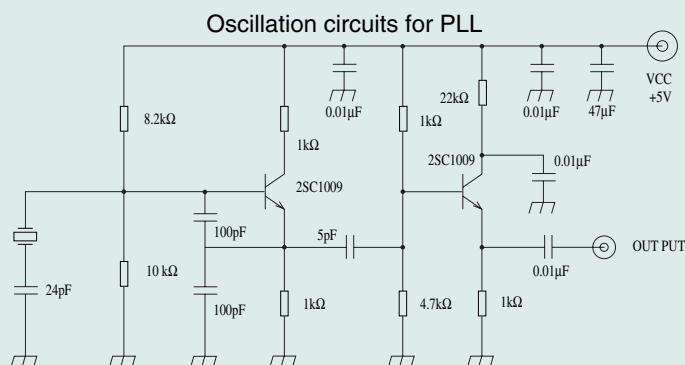 Oscillation circuits for PLL
VCC
+5V
0.01μF
22kΩ
0.01μF
47μF
8.2kΩ
1kΩ
1kΩ
2SC1009
2SC1009
0.01μF
100pF
5pF
OUT PUT
24pF
10 kΩ
100pF
1kΩ
4.7kΩ
1kΩ
0.01μF